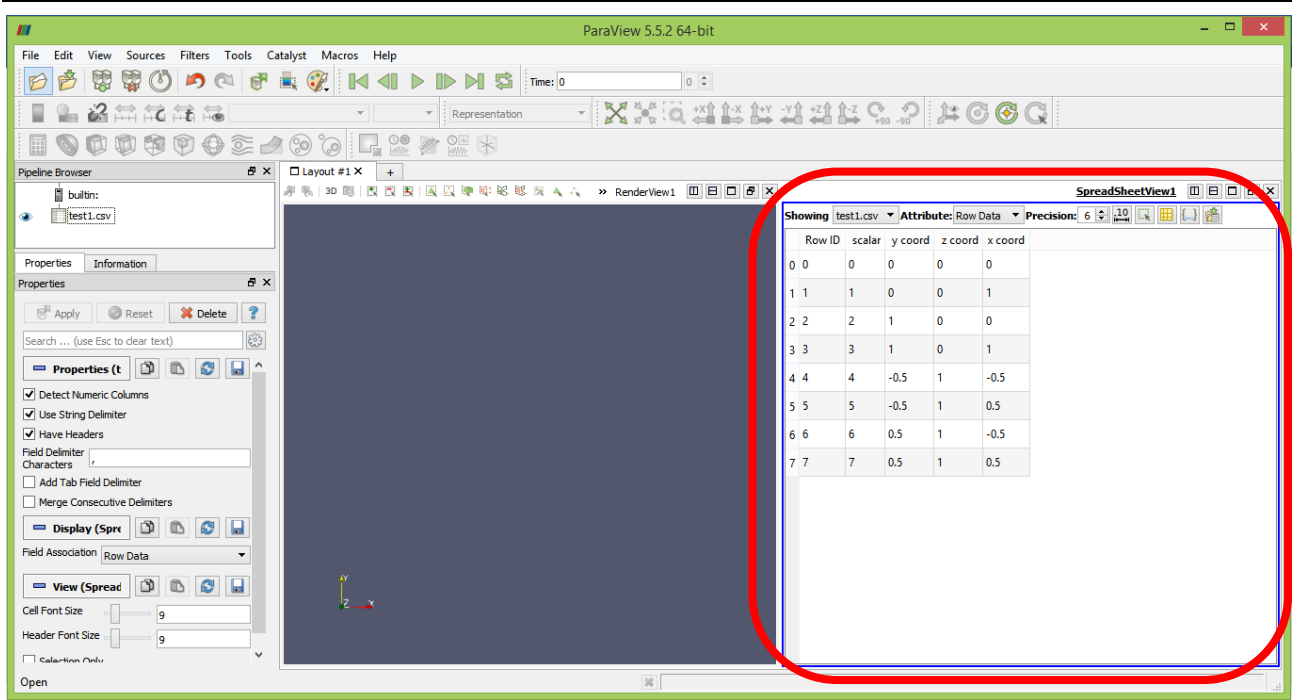 ParaView 5.5.2 64-bit
File Edit View Sources Filters Tools Catalyst Macros Help
Time: 0 0
Representation
+X -X +Y -Y +Z -Z +90 -90
Pipeline Browser
builtin:
test1.csv
Properties Information
Properties
Apply Reset Delete ?
Search ... (use Esc to clear text)
Properties (t
Detect Numeric Columns
Use String Delimiter
Have Headers
Field Delimiter
Characters ,
Add Tab Field Delimiter
Merge Consecutive Delimiters
Display (Spre
Field Association Row Data
View (Spread
Cell Font Size 9
Header Font Size 9
Selection Only
Open
Layout #1 X +
3D » RenderView1
Y
Z X
SpreadSheetView1
Showing test1.csv Attribute: Row Data Precision: 6 .10 {..}
Row ID scalar y coord z coord x coord
0 0 0 0 0 0
1 1 1 0 0 1
2 2 2 1 0 0
3 3 3 1 0 1
4 4 4 -0.5 1 -0.5
5 5 5 -0.5 1 0.5
6 6 6 0.5 1 -0.5
7 7 7 0.5 1 0.5